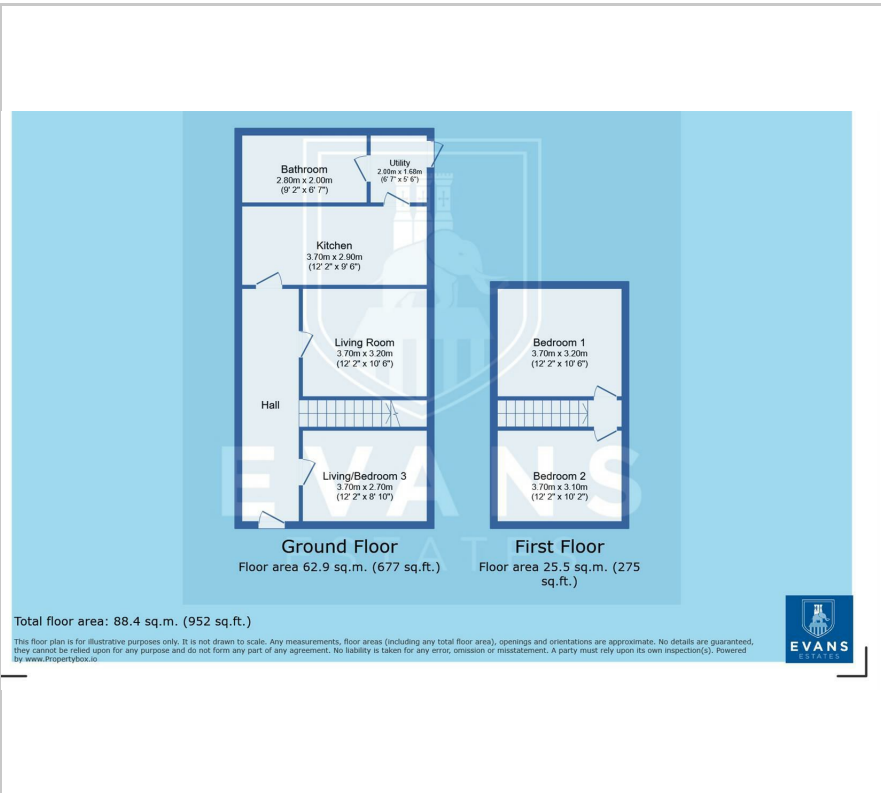 Bathroom
2.80m x 2.00m
(9' 2" x 6' 7")
Utility
2.00m x 1.68m
(6' 7" x 5' 6")
Kitchen
3.70m x 2.90m
(12' 2" x 9' 6")
Living Room
3.70m x 3.20m
(12' 2" x 10' 6")
Hall
Living/Bedroom 3
3.70m x 2.70m
(12' 2" x 8' 10")
Bedroom 1
3.70m x 3.20m
(12' 2" x 10' 6")
Bedroom 2
3.70m x 3.10m
(12' 2" x 10' 2")
EVANS
ESTATES
Ground Floor
Floor area 62.9 sq.m. (677 sq.ft.)
First Floor
Floor area 25.5 sq.m. (275
sq.ft.)
Total floor area: 88.4 sq.m. (952 sq.ft.)
This floor plan is for illustrative purposes only. It is not drawn to scale. Any measurements, floor areas (including any total floor area), openings and orientations are approximate. No details are guaranteed,
they cannot be relied upon for any purpose and do not form any part of any agreement. No liability is taken for any error, omission or misstatement. A party must rely upon its own inspection(s). Powered
by www.Propertybox.io
EVANS
ESTATES